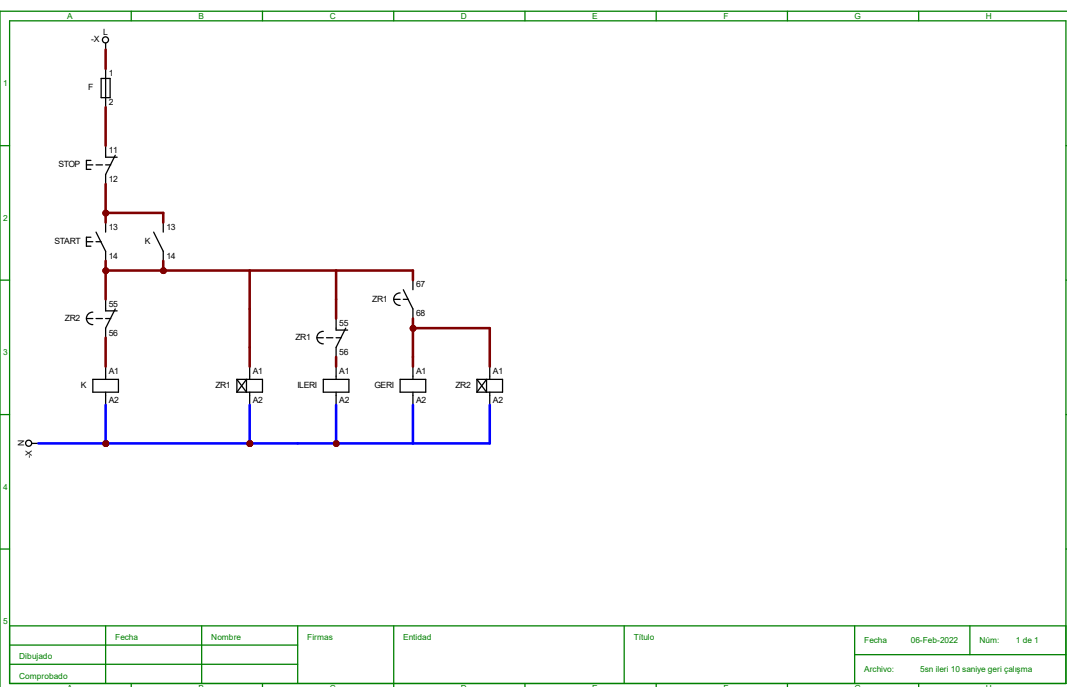 A B C D E F G H
L
-X
1
F
1
2
11
STOP
12
2
13
START
14
13
K
14
67
ZR1
68
55
ZR2
56
55
ZR1
56
3
A1
K
A2
A1
ZR1
A2
A1
ILERI
A2
A1
GERI
A2
A1
ZR2
A2
N
-X
4
5
Fecha Nombre Firmas Entidad Título
Fecha 06-Feb-2022 Núm: 1 de 1
Dibujado
Archivo: 5sn ileri 10 saniye geri çalışma
Comprobado